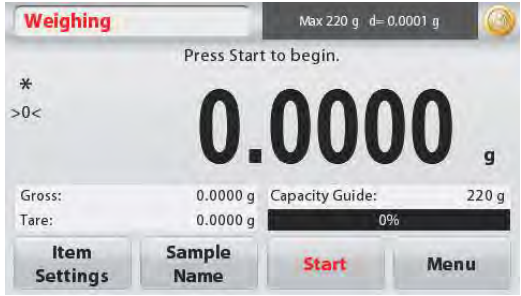 Weighing
Max 220 g d= 0.0001 g
Press Start to begin.
*
>0<
0.0000 g
Gross: 0.0000 g Capacity Guide: 220 g
Tare: 0.0000 g 0%
Item Settings
Sample Name
Start
Menu